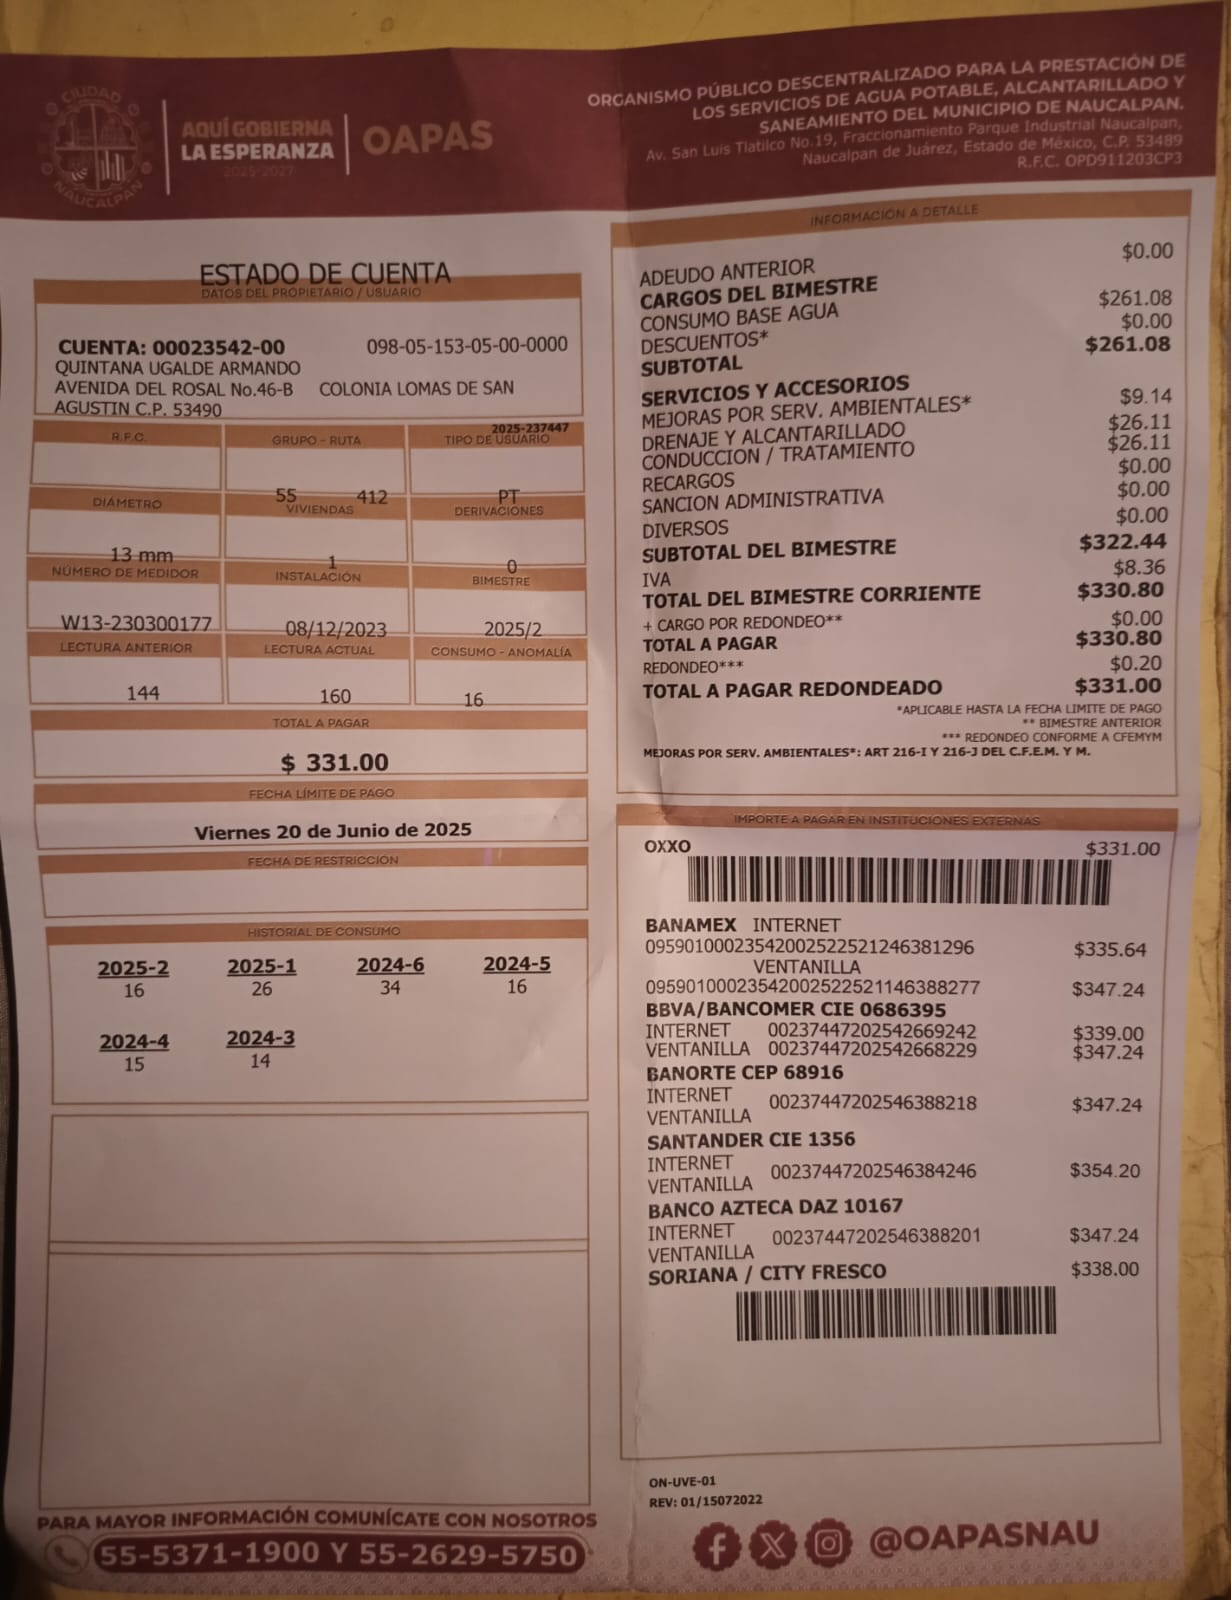 CIUDAD
NAUCALPAN
AQUÍ GOBIERNA
LA ESPERANZA
2025-2027
OAPAS
ORGANISMO PÚBLICO DESCENTRALIZADO PARA LA PRESTACIÓN DE
LOS SERVICIOS DE AGUA POTABLE, ALCANTARILLADO Y
SANEAMIENTO DEL MUNICIPIO DE NAUCALPAN.
Av. San Luis Tlatilco No.19, Fraccionamiento Parque Industrial Naucalpan,
Naucalpan de Juárez, Estado de México, C.P. 53489
R.F.C. OPD911203CP3
ESTADO DE CUENTA
DATOS DEL PROPIETARIO / USUARIO
CUENTA: 00023542-00 098-05-153-05-00-0000
QUINTANA UGALDE ARMANDO
AVENIDA DEL ROSAL No.46-B COLONIA LOMAS DE SAN
AGUSTIN C.P. 53490
2025-237447
R.F.C. GRUPO - RUTA TIPO DE USUARIO
55 412 PT
DIÁMETRO VIVIENDAS DERIVACIONES
13 mm 1 0
NÚMERO DE MEDIDOR INSTALACIÓN BIMESTRE
W13-230300177 08/12/2023 2025/2
LECTURA ANTERIOR LECTURA ACTUAL CONSUMO - ANOMALÍA
144 160 16
TOTAL A PAGAR
$ 331.00
FECHA LÍMITE DE PAGO
Viernes 20 de Junio de 2025
FECHA DE RESTRICCIÓN
HISTORIAL DE CONSUMO
2025-2 2025-1 2024-6 2024-5
16 26 34 16
2024-4 2024-3
15 14
PARA MAYOR INFORMACIÓN COMUNÍCATE CON NOSOTROS
55-5371-1900 Y 55-2629-5750
INFORMACIÓN A DETALLE
ADEUDO ANTERIOR $0.00
CARGOS DEL BIMESTRE
CONSUMO BASE AGUA $261.08
DESCUENTOS* $0.00
SUBTOTAL $261.08
SERVICIOS Y ACCESORIOS
MEJORAS POR SERV. AMBIENTALES* $9.14
DRENAJE Y ALCANTARILLADO $26.11
CONDUCCION / TRATAMIENTO $26.11
RECARGOS $0.00
SANCION ADMINISTRATIVA $0.00
DIVERSOS $0.00
SUBTOTAL DEL BIMESTRE $322.44
IVA $8.36
TOTAL DEL BIMESTRE CORRIENTE $330.80
+ CARGO POR REDONDEO** $0.00
TOTAL A PAGAR $330.80
REDONDEO*** $0.20
TOTAL A PAGAR REDONDEADO $331.00
*APLICABLE HASTA LA FECHA LIMITE DE PAGO
** BIMESTRE ANTERIOR
*** REDONDEO CONFORME A CFEMYM
MEJORAS POR SERV. AMBIENTALES*: ART 216-I Y 216-J DEL C.F.E.M. Y M.
IMPORTE A PAGAR EN INSTITUCIONES EXTERNAS
OXXO $331.00
BANAMEX INTERNET
09590100023542002522521246381296 $335.64
VENTANILLA
09590100023542002522521146388277 $347.24
BBVA/BANCOMER CIE 0686395
INTERNET 00237447202542669242 $339.00
VENTANILLA 00237447202542668229 $347.24
BANORTE CEP 68916
INTERNET
VENTANILLA 00237447202546388218 $347.24
SANTANDER CIE 1356
INTERNET
VENTANILLA 00237447202546384246 $354.20
BANCO AZTECA DAZ 10167
INTERNET
VENTANILLA 00237447202546388201 $347.24
SORIANA / CITY FRESCO $338.00
ON-UVE-01
REV: 01/15072022
@OAPASNAU